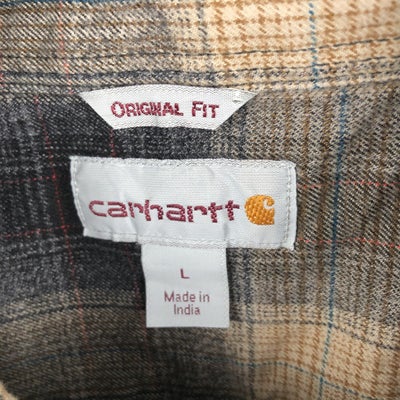 ORIGINAL FIT
carhartt
L
Made in
India